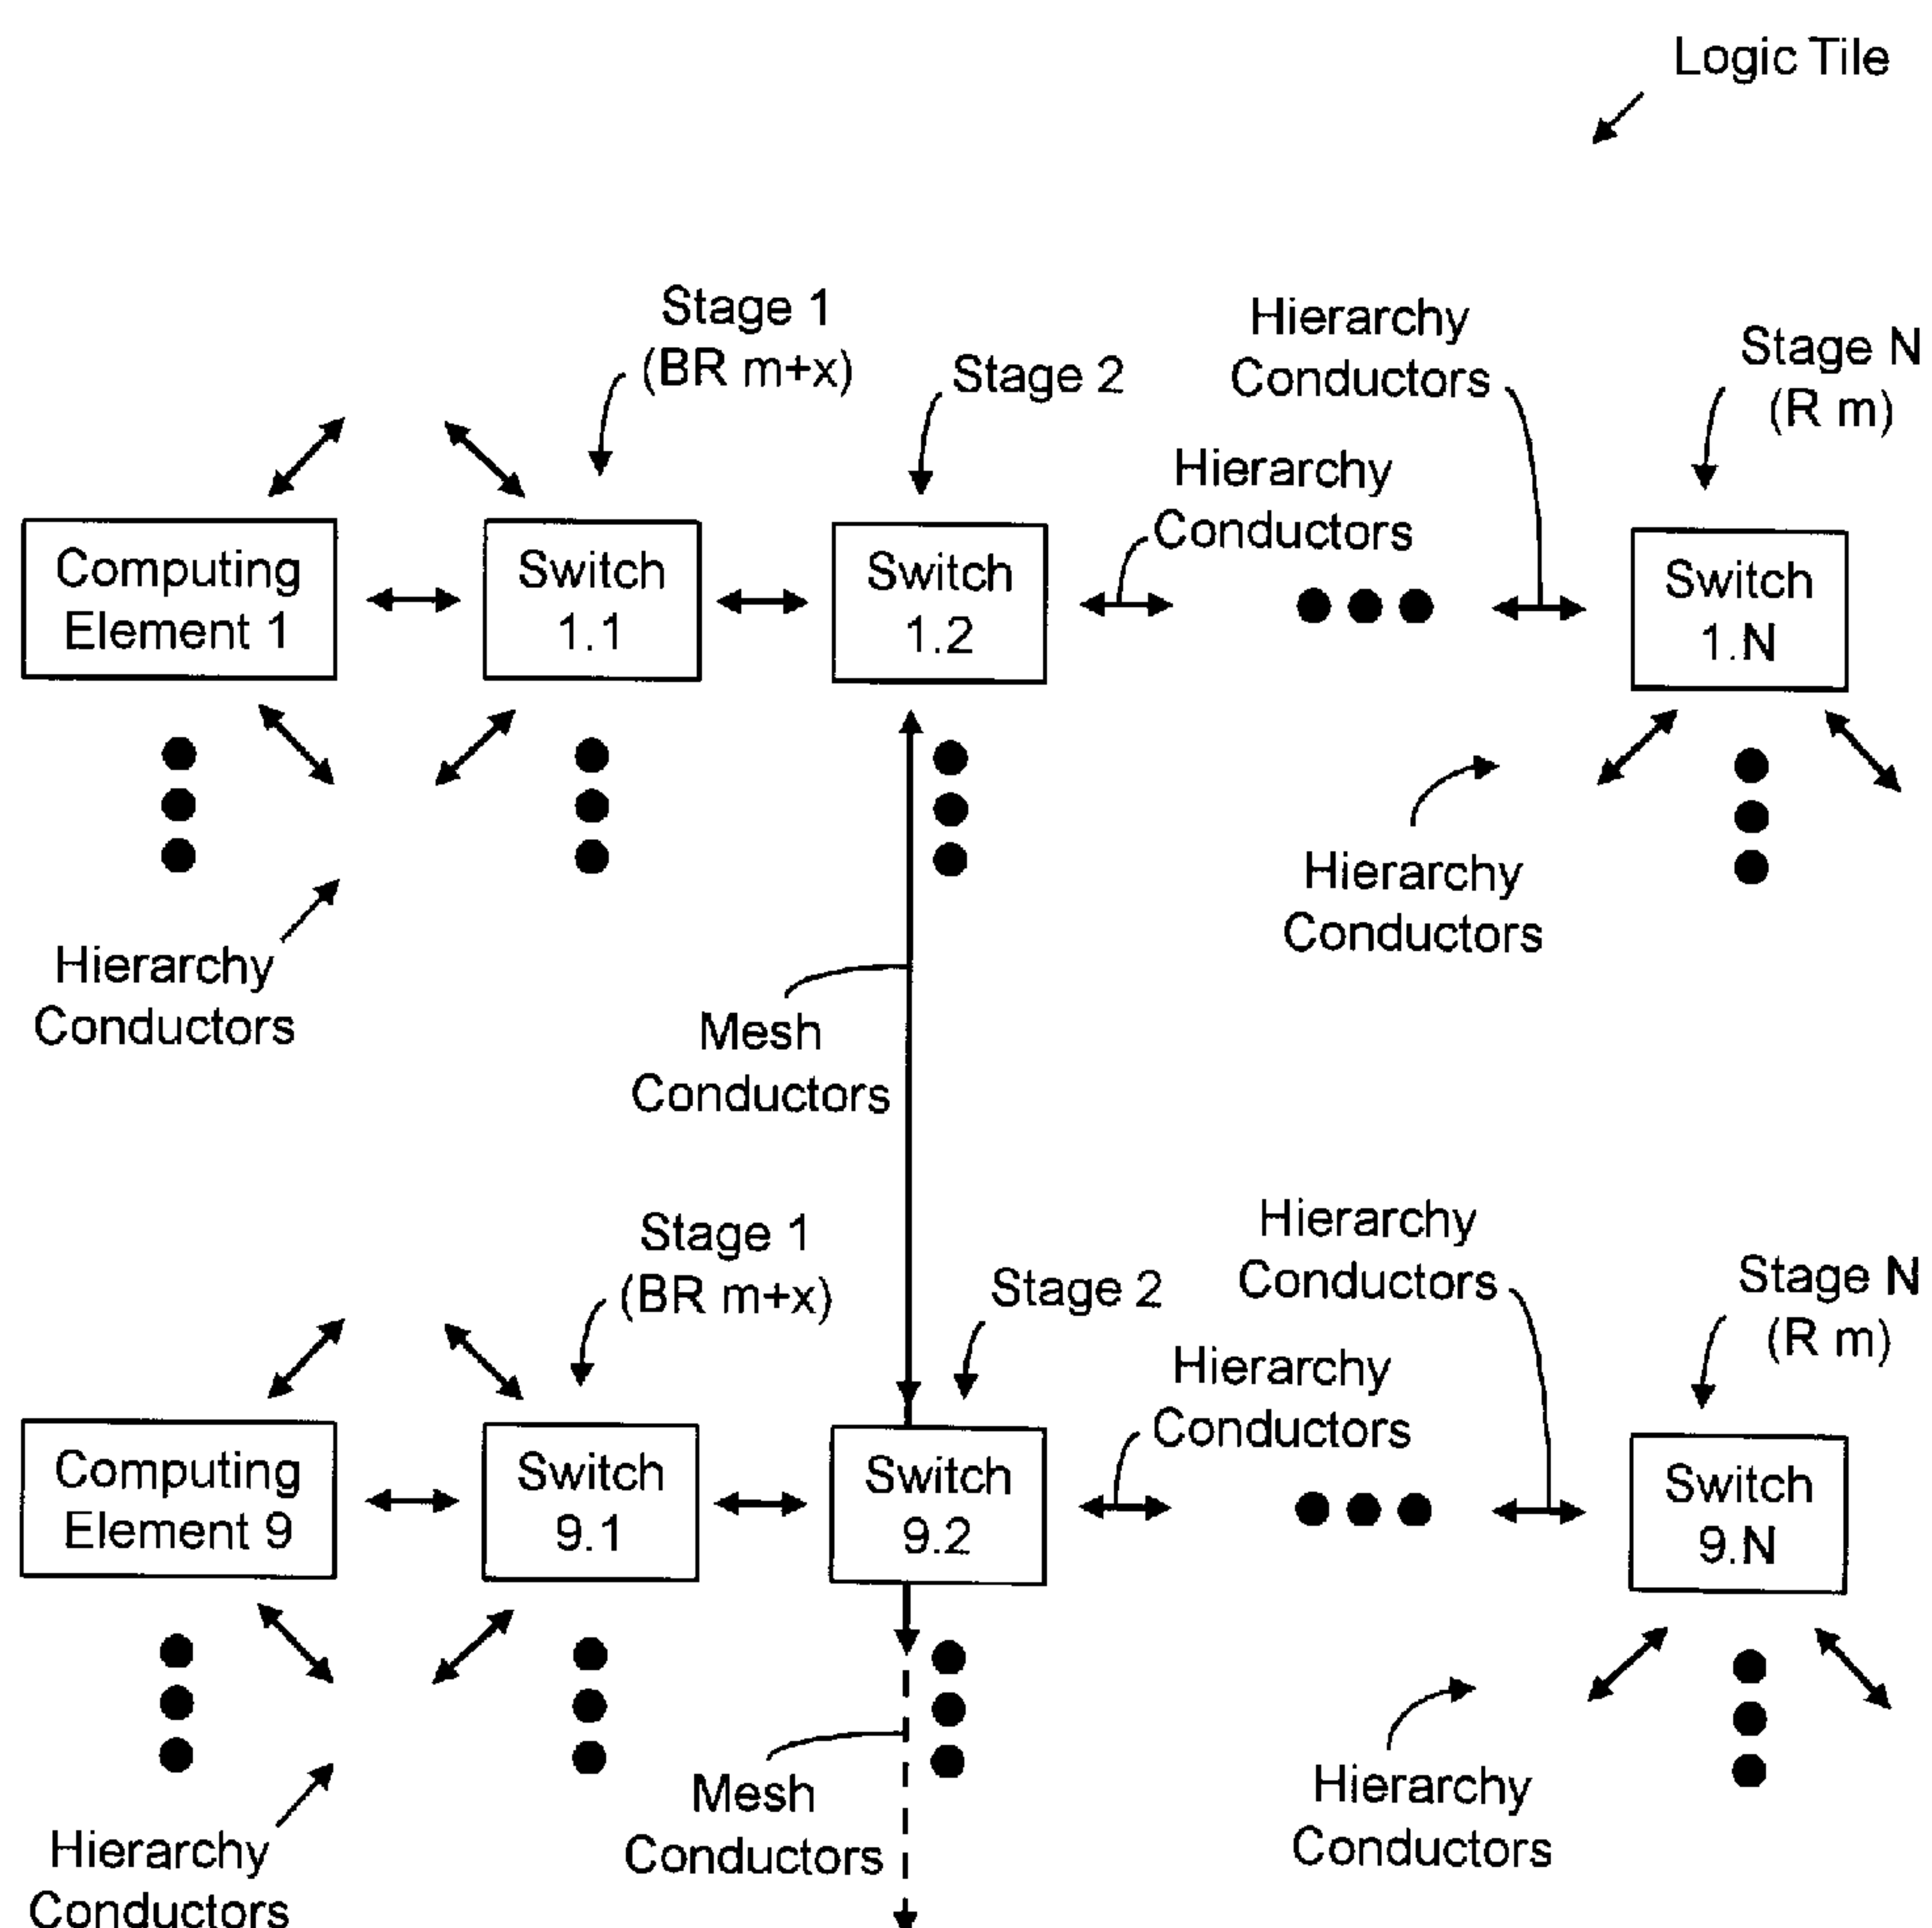 Logic Tile
Stage 1
(BR m+x)
Stage 2
Hierarchy
Conductors
Stage N
(R m)
Hierarchy
Conductors
Computing
Element 1
Switch
1.1
Switch
1.2
Switch
1.N
Hierarchy
Conductors
Hierarchy
Conductors
Mesh
Conductors
Stage 1
(BR m+x)
Stage 2
Hierarchy
Conductors
Stage N
(R m)
Hierarchy
Conductors
Computing
Element 9
Switch
9.1
Switch
9.2
Switch
9.N
Mesh
Conductors
Hierarchy
Conductors
Hierarchy
Conductors